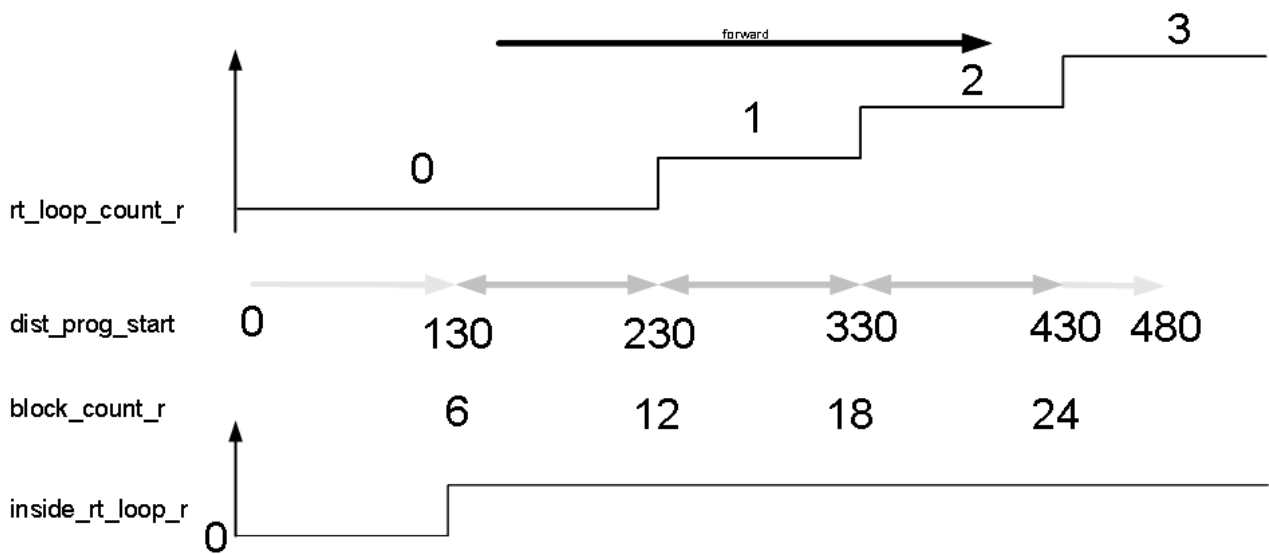 forward
3
2
1
0
rt_loop_count_r
dist_prog_start 0 130 230 330 430 480
block_count_r 6 12 18 24
inside_rt_loop_r
0